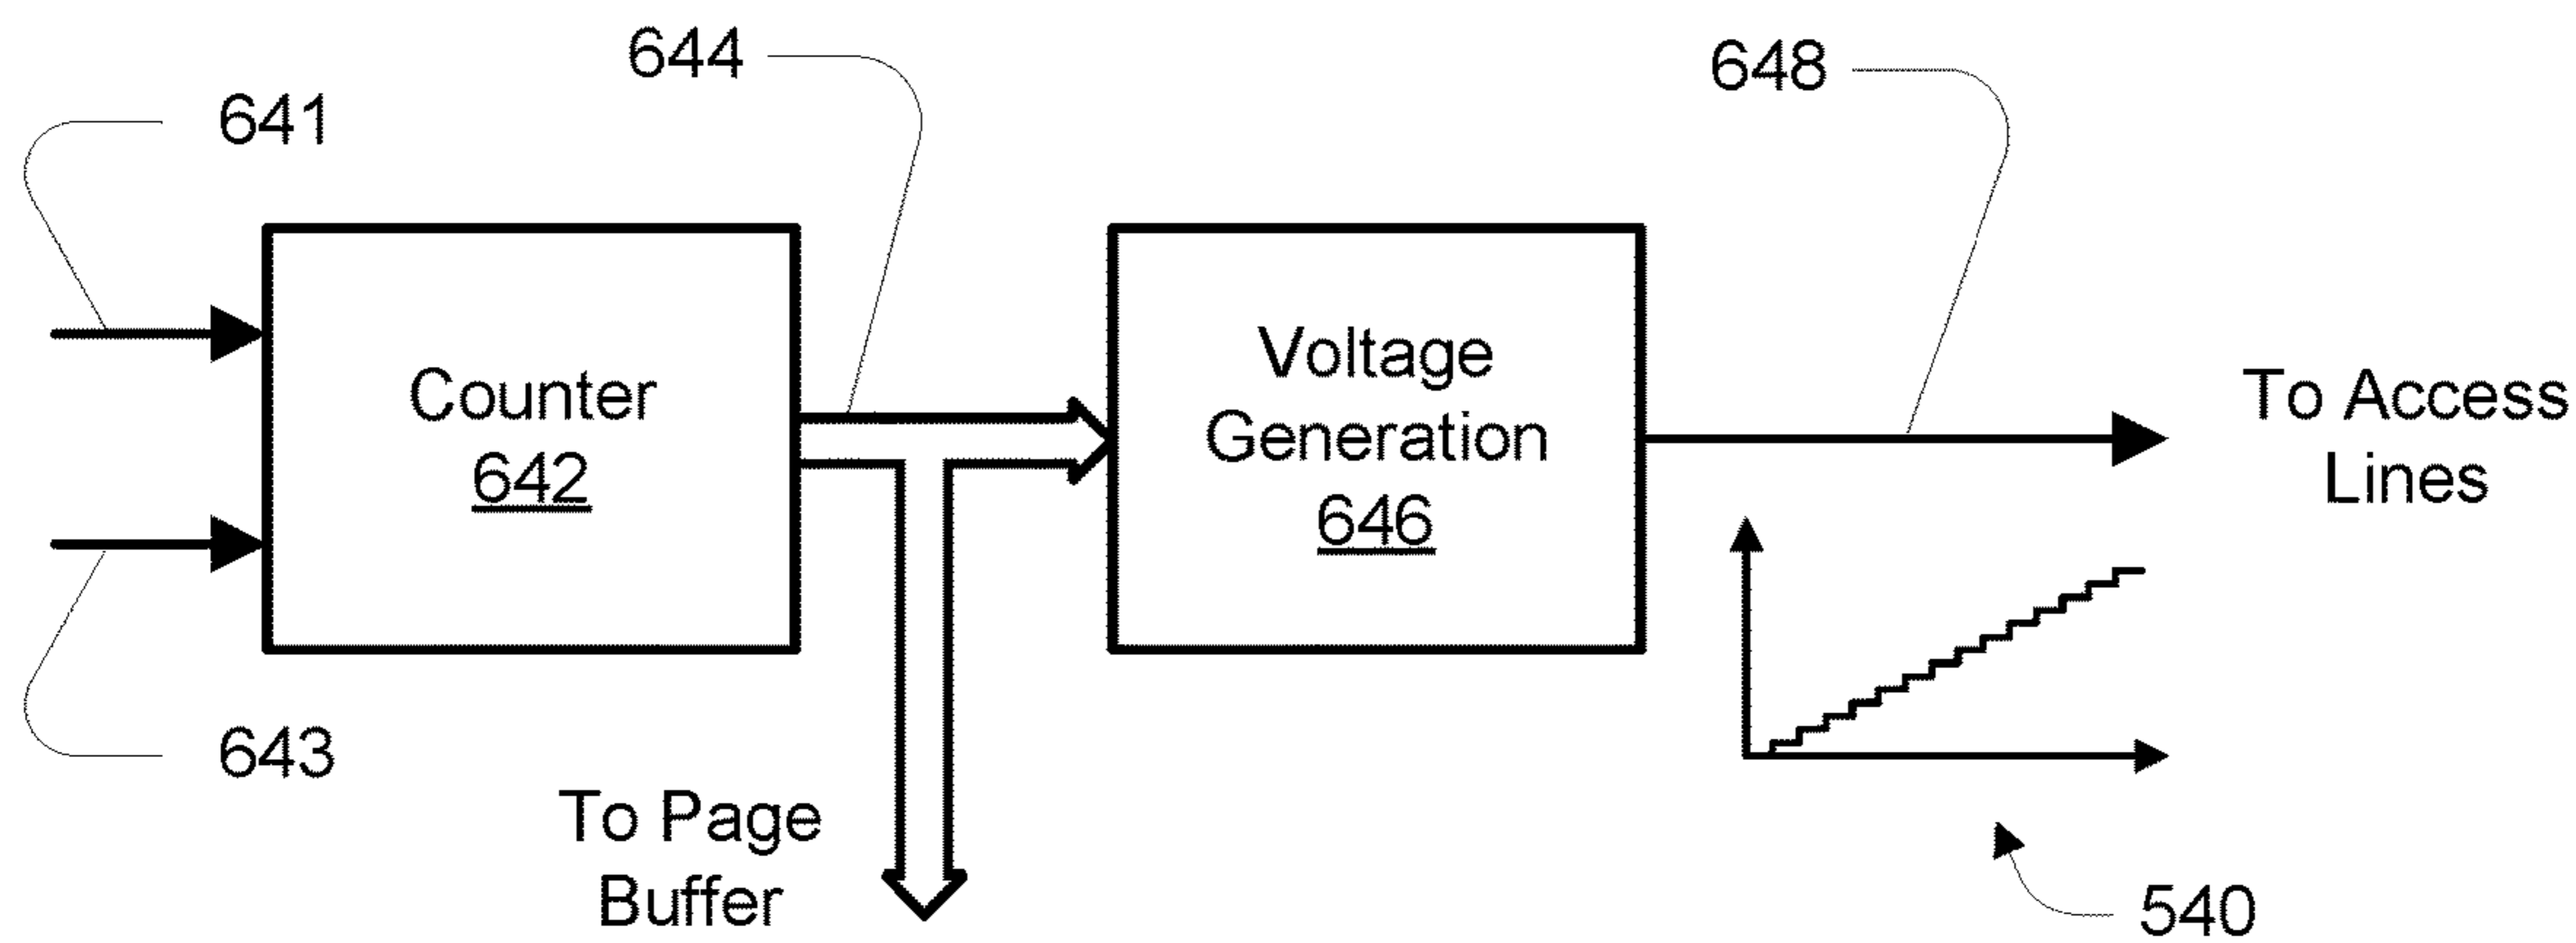 644
648
641
Counter
642
Voltage
Generation
646
To Access
Lines
643
To Page
Buffer
540